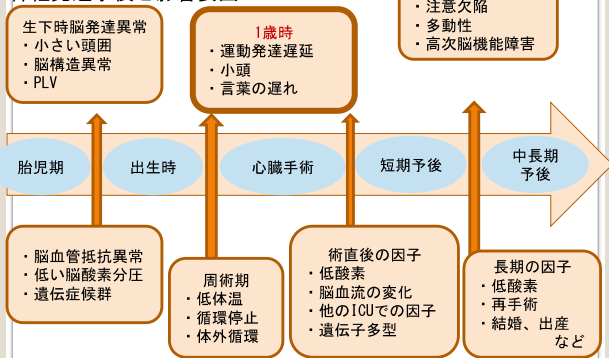 生下時脳発達異常
・小さい頭囲
・脳構造異常
・PLV
1歳時
・運動発達遅延
・小頭
・言葉の遅れ
・注意欠陥
・多動性
・高次脳機能障害
胎児期
出生時
心臓手術
短期予後
中長期
予後
・脳血管抵抗異常
・低い脳酸素分圧
・遺伝症候群
周術期
・低体温
・循環停止
・体外循環
術直後の因子
・低酸素
・脳血流の変化
・他のICUでの因子
・遺伝子多型
長期の因子
・低酸素
・再手術
・結婚、出産
など